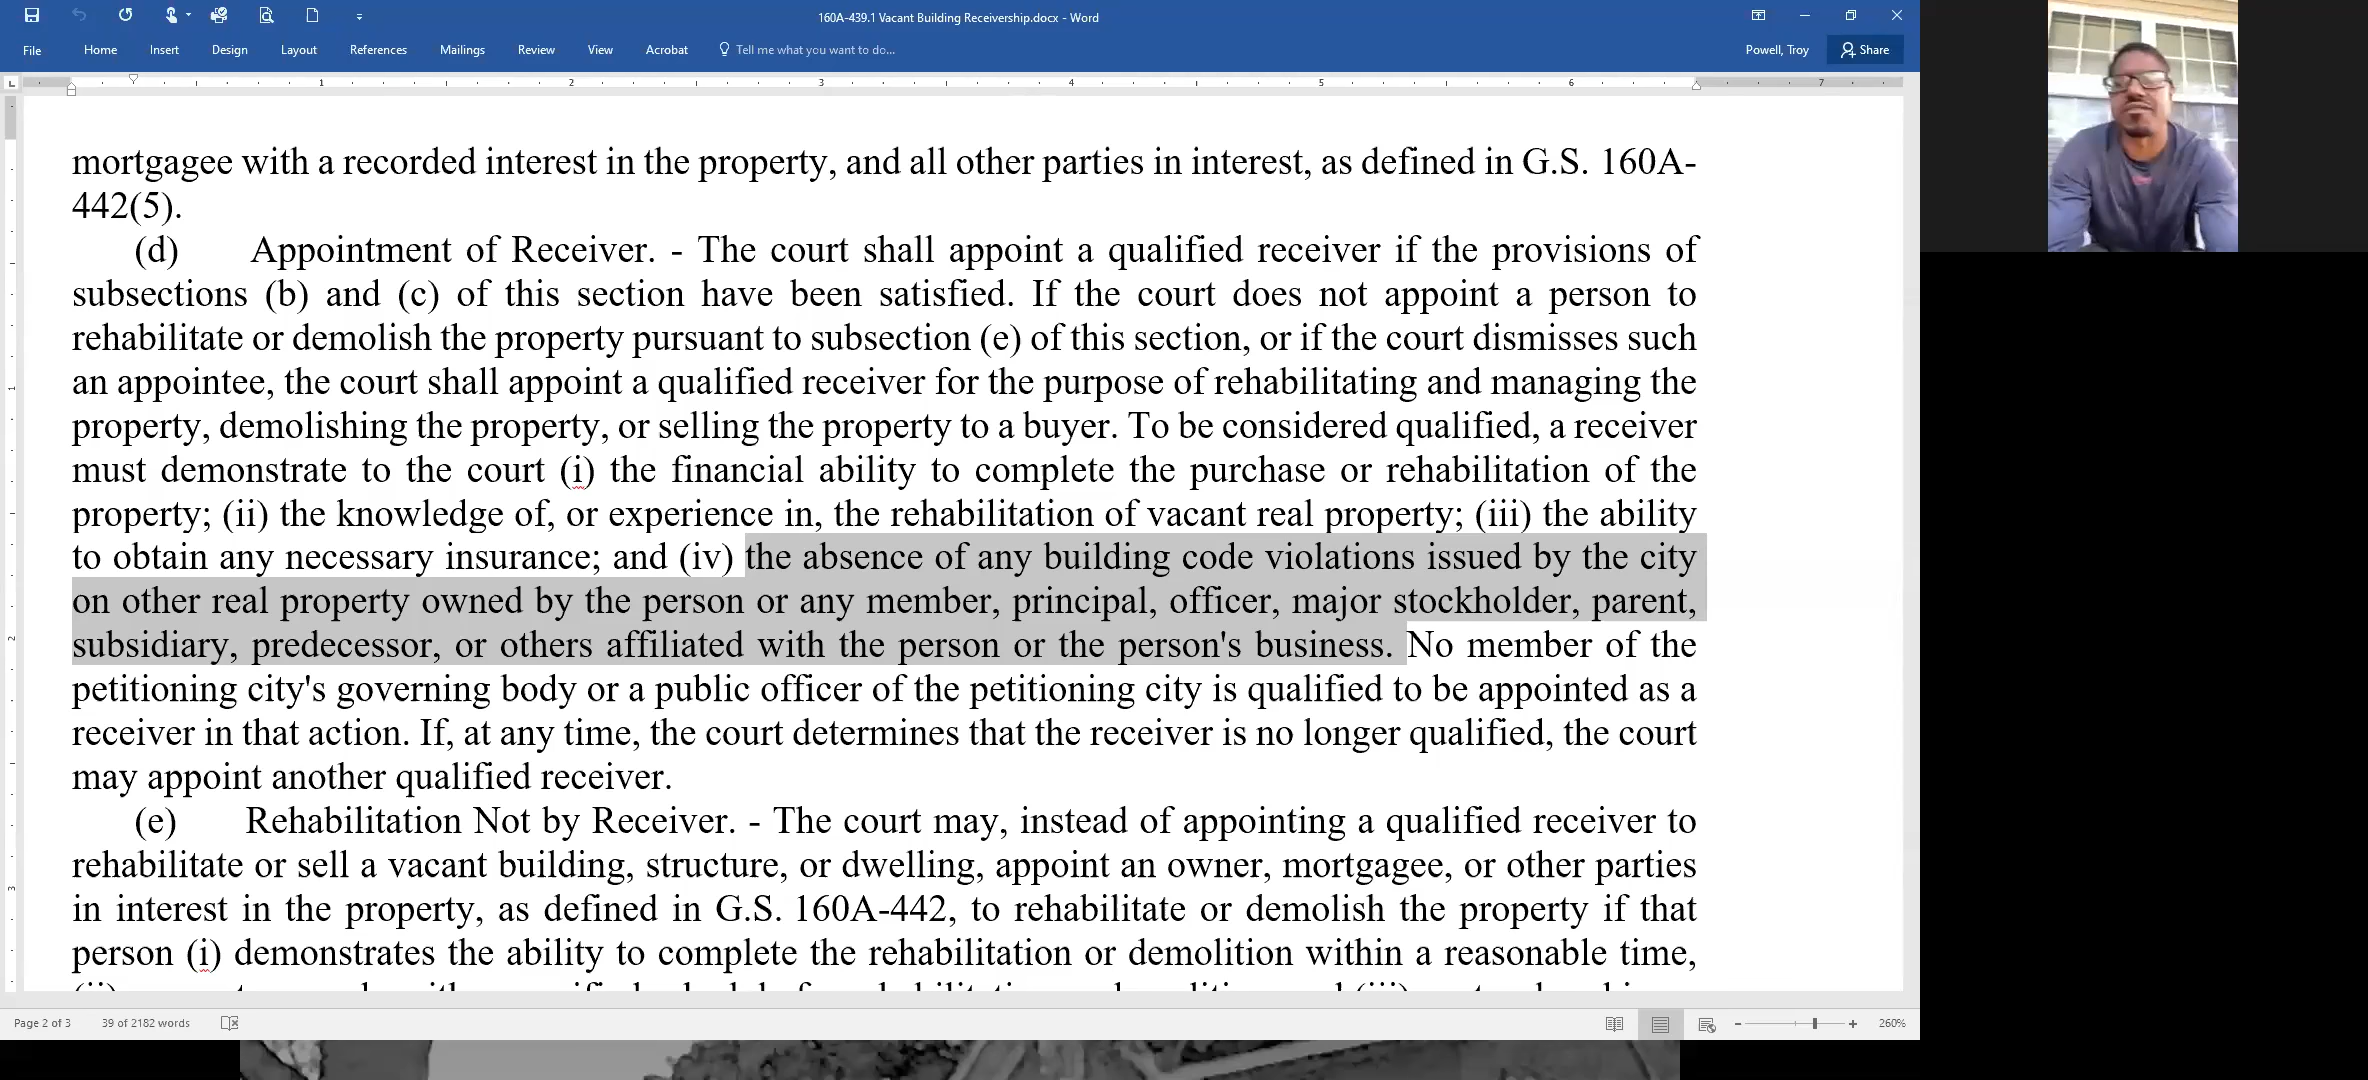 160A-439.1 Vacant Building Receivership.docx - Word
File Home Insert Design Layout References Mailings Review View Acrobat Tell me what you want to do... Powell, Troy Share
1 2 3 4 5 6 7
mortgagee with a recorded interest in the property, and all other parties in interest, as defined in G.S. 160A-
442(5).
(d) Appointment of Receiver. - The court shall appoint a qualified receiver if the provisions of
subsections (b) and (c) of this section have been satisfied. If the court does not appoint a person to
rehabilitate or demolish the property pursuant to subsection (e) of this section, or if the court dismisses such
an appointee, the court shall appoint a qualified receiver for the purpose of rehabilitating and managing the
property, demolishing the property, or selling the property to a buyer. To be considered qualified, a receiver
must demonstrate to the court (i) the financial ability to complete the purchase or rehabilitation of the
property; (ii) the knowledge of, or experience in, the rehabilitation of vacant real property; (iii) the ability
to obtain any necessary insurance; and (iv) the absence of any building code violations issued by the city
on other real property owned by the person or any member, principal, officer, major stockholder, parent,
subsidiary, predecessor, or others affiliated with the person or the person's business. No member of the
petitioning city's governing body or a public officer of the petitioning city is qualified to be appointed as a
receiver in that action. If, at any time, the court determines that the receiver is no longer qualified, the court
may appoint another qualified receiver.
(e) Rehabilitation Not by Receiver. - The court may, instead of appointing a qualified receiver to
rehabilitate or sell a vacant building, structure, or dwelling, appoint an owner, mortgagee, or other parties
in interest in the property, as defined in G.S. 160A-442, to rehabilitate or demolish the property if that
person (i) demonstrates the ability to complete the rehabilitation or demolition within a reasonable time,
Page 2 of 3 39 of 2182 words 260%